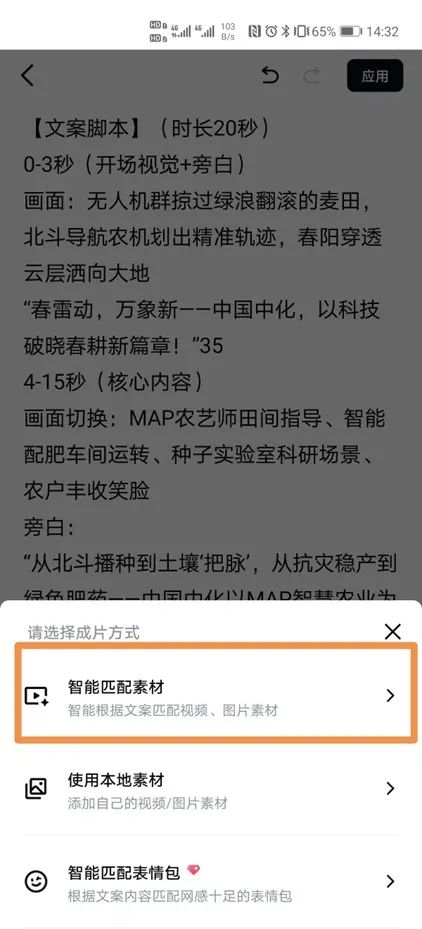 HD 1 4G 4G 103 B/s 65% 14:32
HD 2
应用
【文案脚本】（时长20秒）
0-3秒（开场视觉+旁白）
画面：无人机群掠过绿浪翻滚的麦田，
北斗导航农机划出精准轨迹，春阳穿透
云层洒向大地
“春雷动，万象新——中国中化，以科技
破晓春耕新篇章！”35
4-15秒（核心内容）
画面切换：MAP农艺师田间指导、智能
配肥车间运转、种子实验室科研场景、
农户丰收笑脸
旁白：
“从北斗播种到土壤‘把脉’，从抗灾稳产到
绿色肥药——中国中化以MAP智慧农业为
请选择成片方式
智能匹配素材
智能根据文案匹配视频、图片素材
使用本地素材
添加自己的视频/图片素材
智能匹配表情包
根据文案内容匹配网感十足的表情包